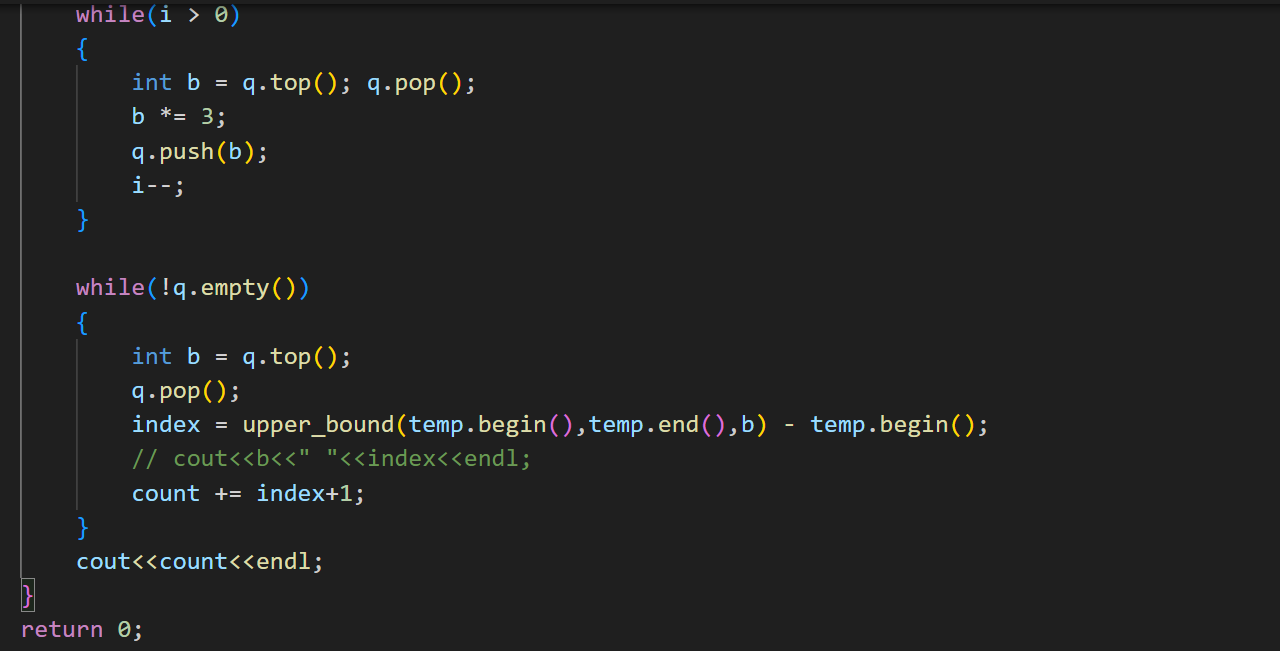 while(i > 0)
{
int b = q.top(); q.pop();
b *= 3;
q.push(b);
i--;
}
while(!q.empty())
{
int b = q.top();
q.pop();
index = upper_bound(temp.begin(),temp.end(),b) - temp.begin();
// cout<<b<<" "<<index<<endl;
count += index+1;
}
cout<<count<<endl;
}
return 0;